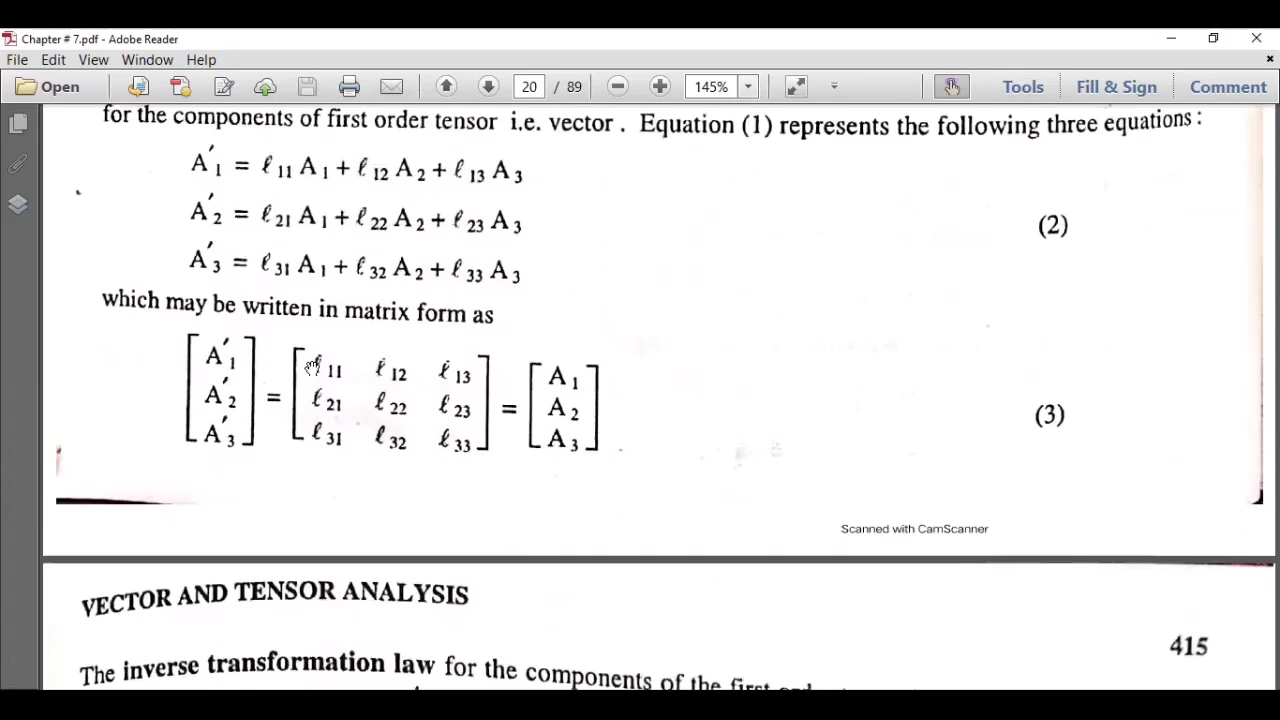 Chapter # 7.pdf - Adobe Reader
File Edit View Window Help
Open 20 / 89 145% Tools Fill & Sign Comment
for the components of first order tensor i.e. vector . Equation (1) represents the following three equations :
A′₁ = ℓ₁₁ A₁ + ℓ₁₂ A₂ + ℓ₁₃ A₃
A′₂ = ℓ₂₁ A₁ + ℓ₂₂ A₂ + ℓ₂₃ A₃ (2)
A′₃ = ℓ₃₁ A₁ + ℓ₃₂ A₂ + ℓ₃₃ A₃
which may be written in matrix form as
[A′₁] [ℓ₁₁ ℓ₁₂ ℓ₁₃] [A₁]
[A′₂] = [ℓ₂₁ ℓ₂₂ ℓ₂₃] = [A₂] (3)
[A′₃] [ℓ₃₁ ℓ₃₂ ℓ₃₃] [A₃]
Scanned with CamScanner
VECTOR AND TENSOR ANALYSIS
415
The inverse transformation law for the components of the first